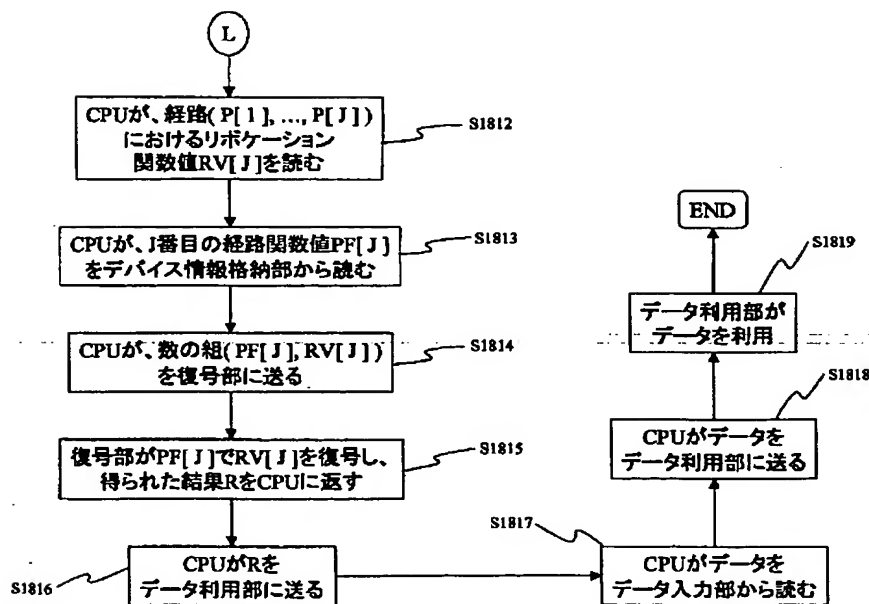 L
CPUが、経路( P[ 1 ], ..., P[ J ] )
におけるリボケーション
関数値RV[ J ]を読む
S1812
CPUが、J番目の経路関数値PF[ J ]
をデバイス情報格納部から読む
S1813
CPUが、数の組( PF[ J ], RV[ J ])
を復号部に送る
S1814
復号部がPF[ J ]でRV[ J ]を復号し、
得られた結果RをCPUに返す
S1815
CPUがRを
データ利用部に送る
S1816
CPUがデータを
データ入力部から読む
S1817
CPUがデータを
データ利用部に送る
S1818
データ利用部が
データを利用
S1819
END